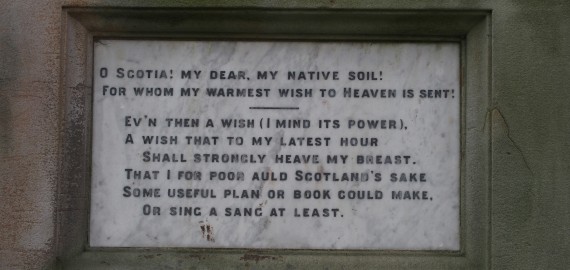 O SCOTIA! MY DEAR, MY NATIVE SOIL!
FOR WHOM MY WARMEST WISH TO HEAVEN IS SENT!
EV'N THEN A WISH (I MIND ITS POWER),
A WISH THAT TO MY LATEST HOUR
SHALL STRONGLY HEAVE MY BREAST.
THAT I FOR POOR AULD SCOTLAND'S SAKE
SOME USEFUL PLAN OR BOOK COULD MAKE,
OR SING A SANG AT LEAST.